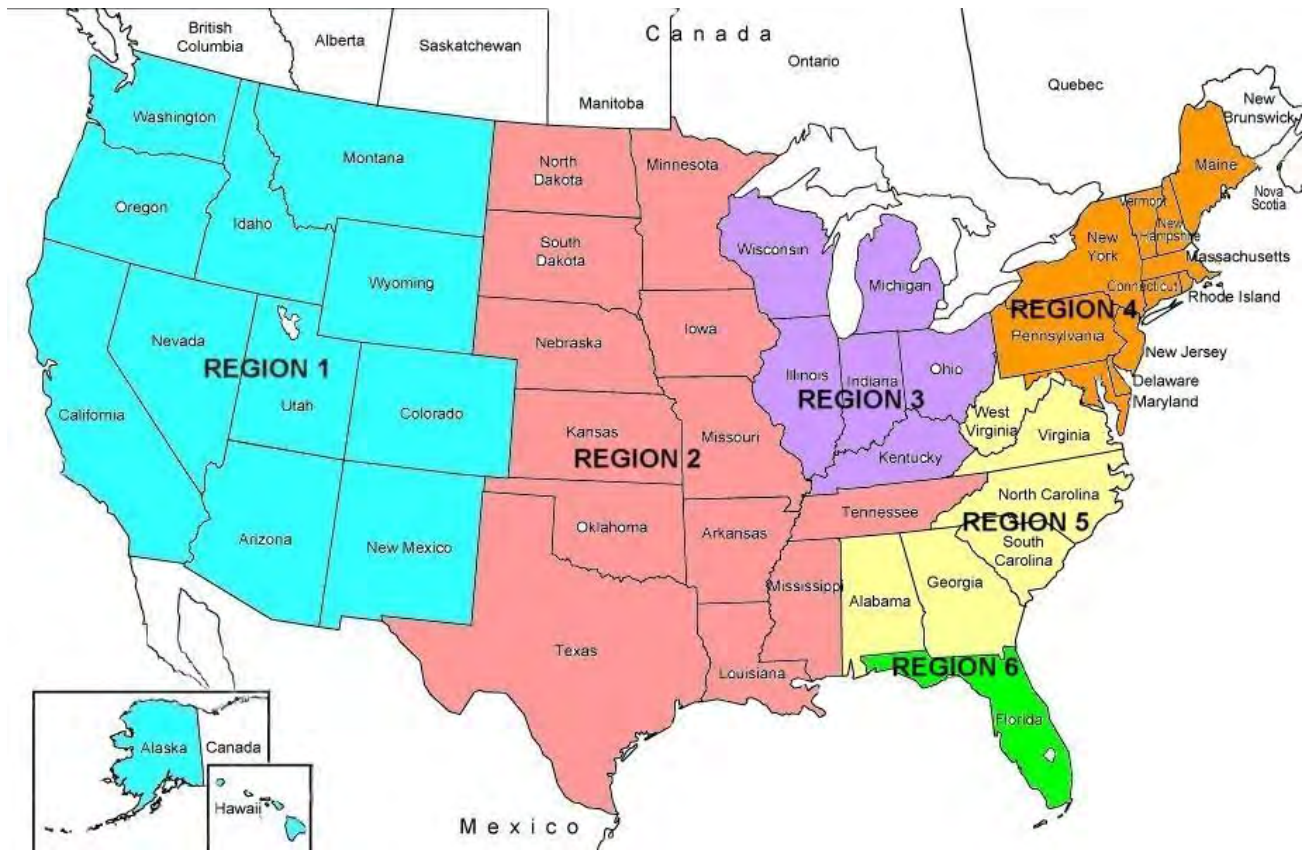 British
Columbia
Alberta
Saskatchewan
Canada
Ontario
Manitoba
Quebec
New
Brunswick
Nova
Scotia
Washington
Montana
North
Dakota
Minnesota
Maine
Vermont
New
Hampshire
Oregon
Idaho
South
Dakota
Wisconsin
New
York
Massachusetts
Wyoming
Michigan
Connecticut
Rhode Island
REGION 4
Iowa
Pennsylvania
Nevada
Nebraska
New Jersey
REGION 1
Illinois
Indiana
Ohio
Delaware
REGION 3
Maryland
California
Utah
Colorado
Kansas
Missouri
West
Virginia
Virginia
REGION 2
Kentucky
North Carolina
Tennessee
REGION 5
Arizona
New Mexico
Oklahoma
Arkansas
South
Carolina
Mississippi
Alabama
Georgia
Texas
Louisiana
REGION 6
Florida
Alaska
Canada
Hawaii
Mexico